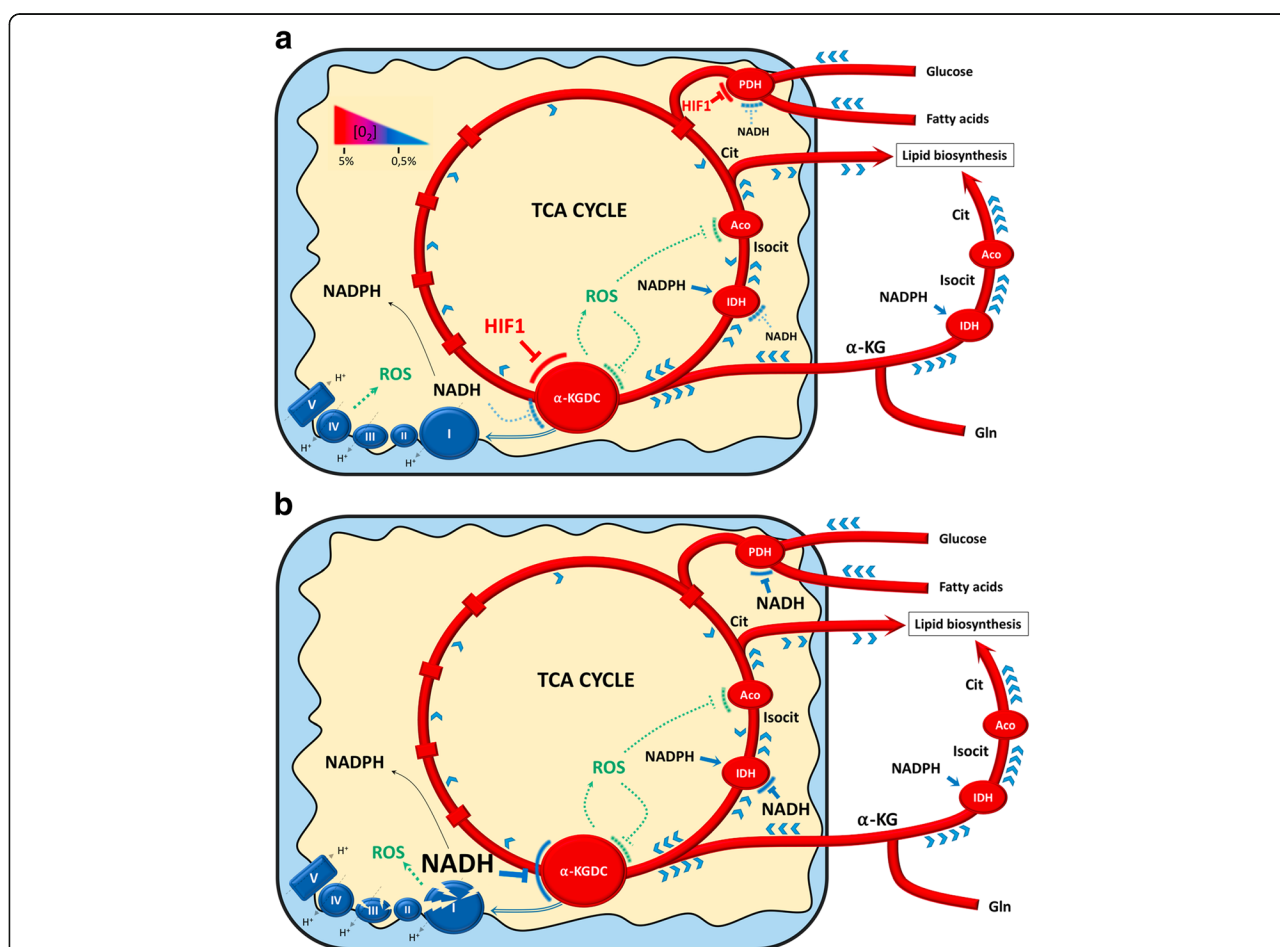 a
Glucose
PDH
HIF1
Fatty acids
[O₂]
NADH
5%
0,5%
Cit
Lipid biosynthesis
TCA CYCLE
Aco
Cit
Isocit
Aco
NADPH
NADPH
ROS
Isocit
NADPH
IDH
IDH
HIF1
NADH
α-KG
H⁺
ROS
NADH
α-KGDC
V
IV
III
II
I
Gln
H⁺
H⁺
H⁺
b
Glucose
PDH
Fatty acids
NADH
Cit
Lipid biosynthesis
TCA CYCLE
Aco
Cit
Isocit
Aco
NADPH
NADPH
ROS
Isocit
NADPH
IDH
IDH
NADH
α-KG
H⁺
ROS
NADH
α-KGDC
V
IV
III
II
I
Gln
H⁺
H⁺
H⁺